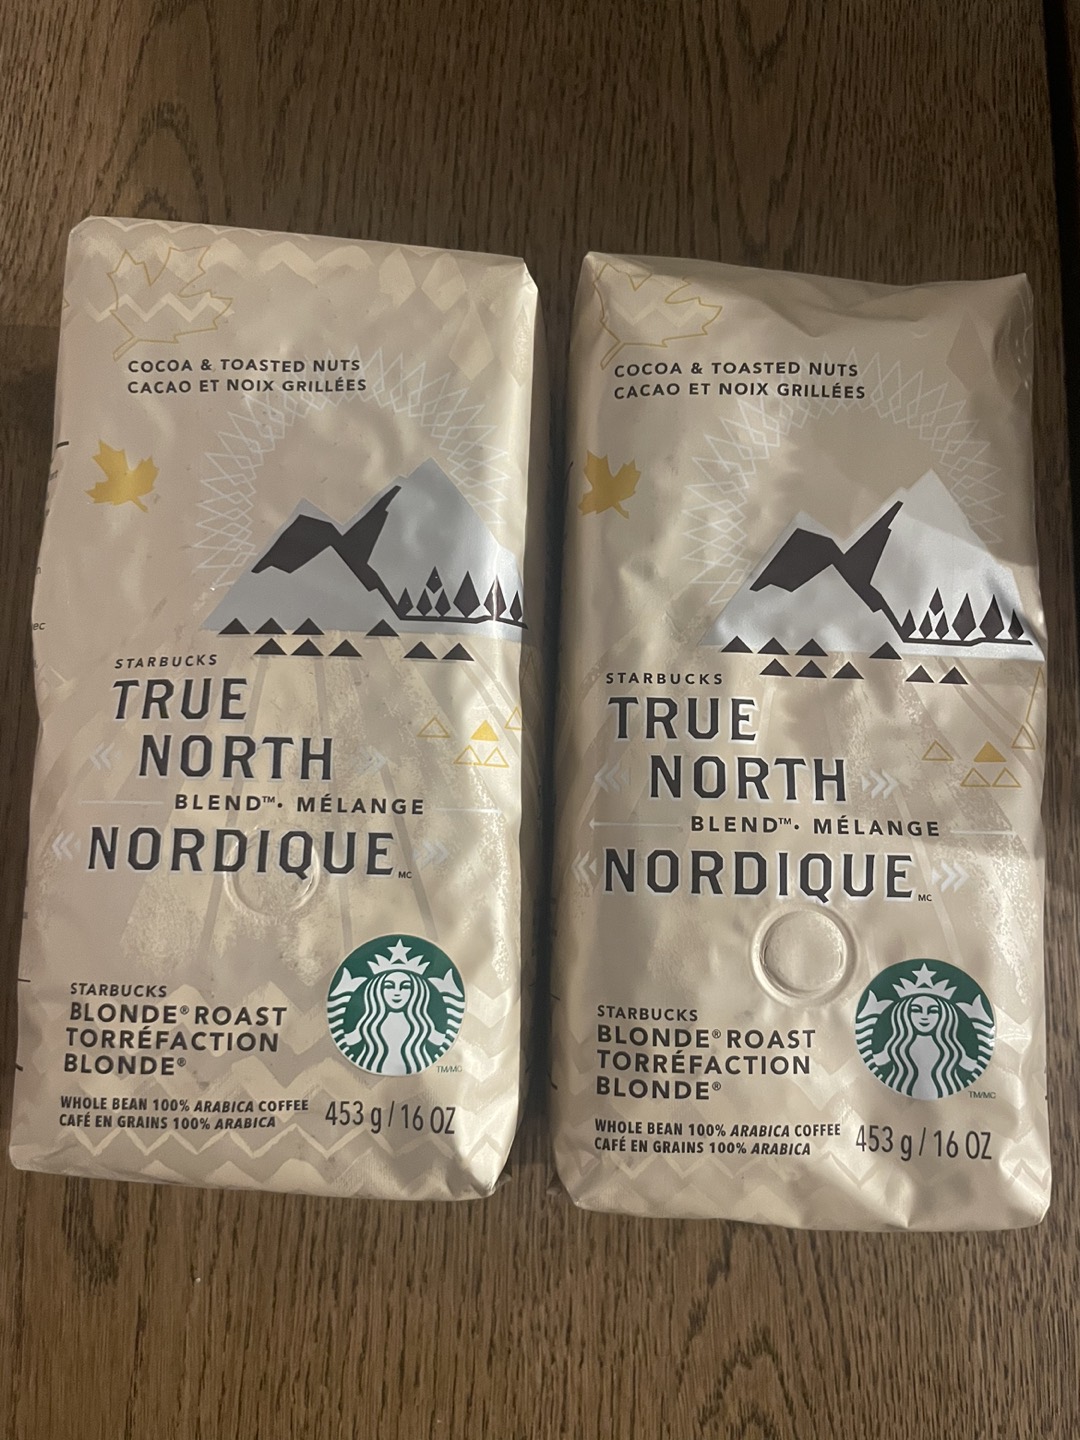 COCOA & TOASTED NUTS
CACAO ET NOIX GRILLÉES
STARBUCKS
TRUE
NORTH
BLEND™• MÉLANGE
NORDIQUE MC
STARBUCKS
BLONDE® ROAST
TORRÉFACTION
BLONDE®
TM/MC
WHOLE BEAN 100% ARABICA COFFEE
CAFÉ EN GRAINS 100% ARABICA
453 g / 16 OZ
COCOA & TOASTED NUTS
CACAO ET NOIX GRILLÉES
STARBUCKS
TRUE
NORTH
BLEND™• MÉLANGE
NORDIQUE MC
STARBUCKS
BLONDE® ROAST
TORRÉFACTION
BLONDE®
TM/MC
WHOLE BEAN 100% ARABICA COFFEE
CAFÉ EN GRAINS 100% ARABICA
453 g / 16 OZ